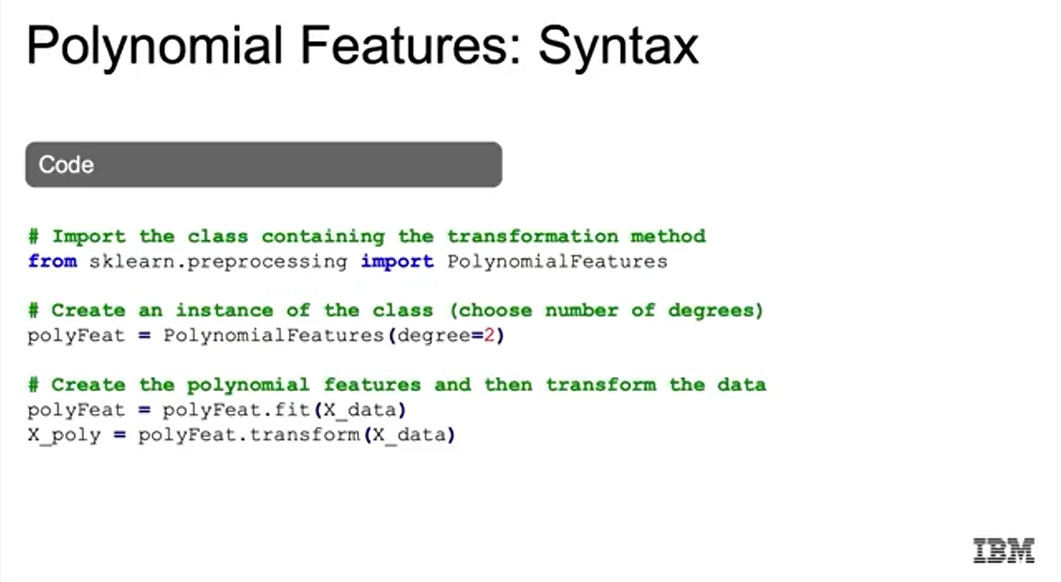 Polynomial Features: Syntax
Code
# Import the class containing the transformation method
from sklearn.preprocessing import PolynomialFeatures
# Create an instance of the class (choose number of degrees)
polyFeat = PolynomialFeatures(degree=2)
# Create the polynomial features and then transform the data
polyFeat = polyFeat.fit(X_data)
X_poly = polyFeat.transform(X_data)
IBM